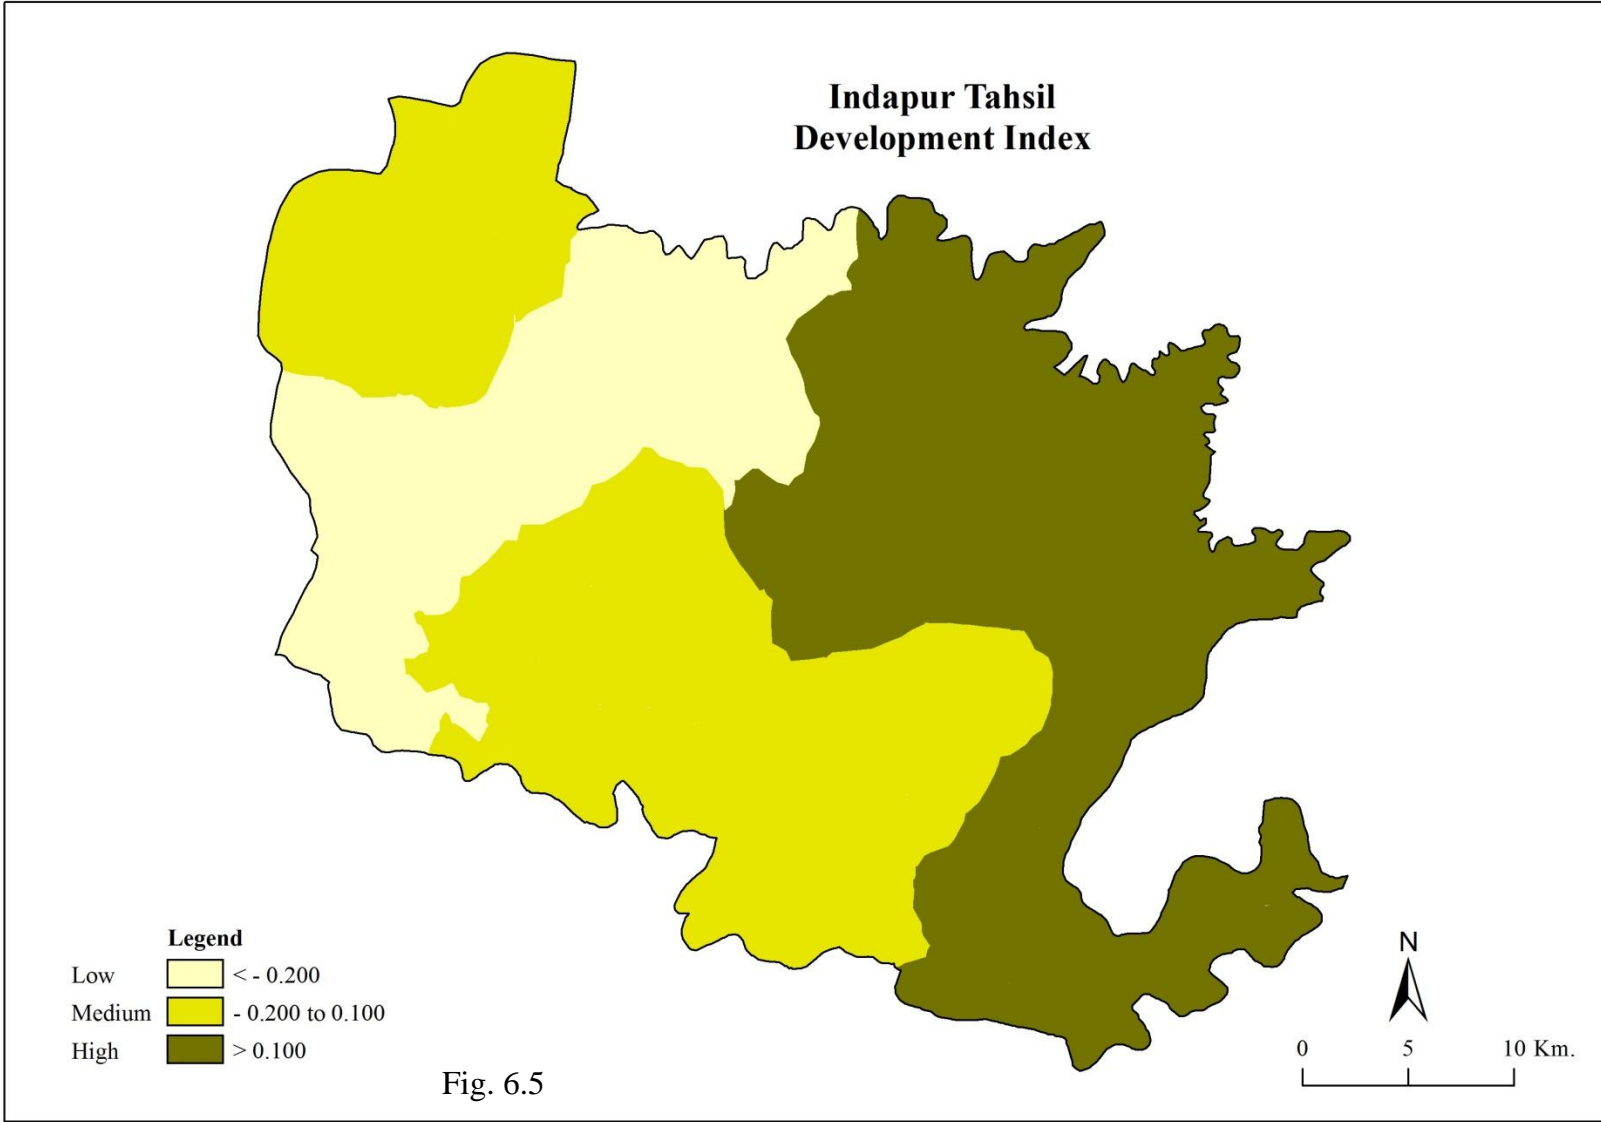 Indapur Tahsil
Development Index
Legend
Low < - 0.200
Medium - 0.200 to 0.100
High > 0.100
Fig. 6.5
N
0 5 10 Km.